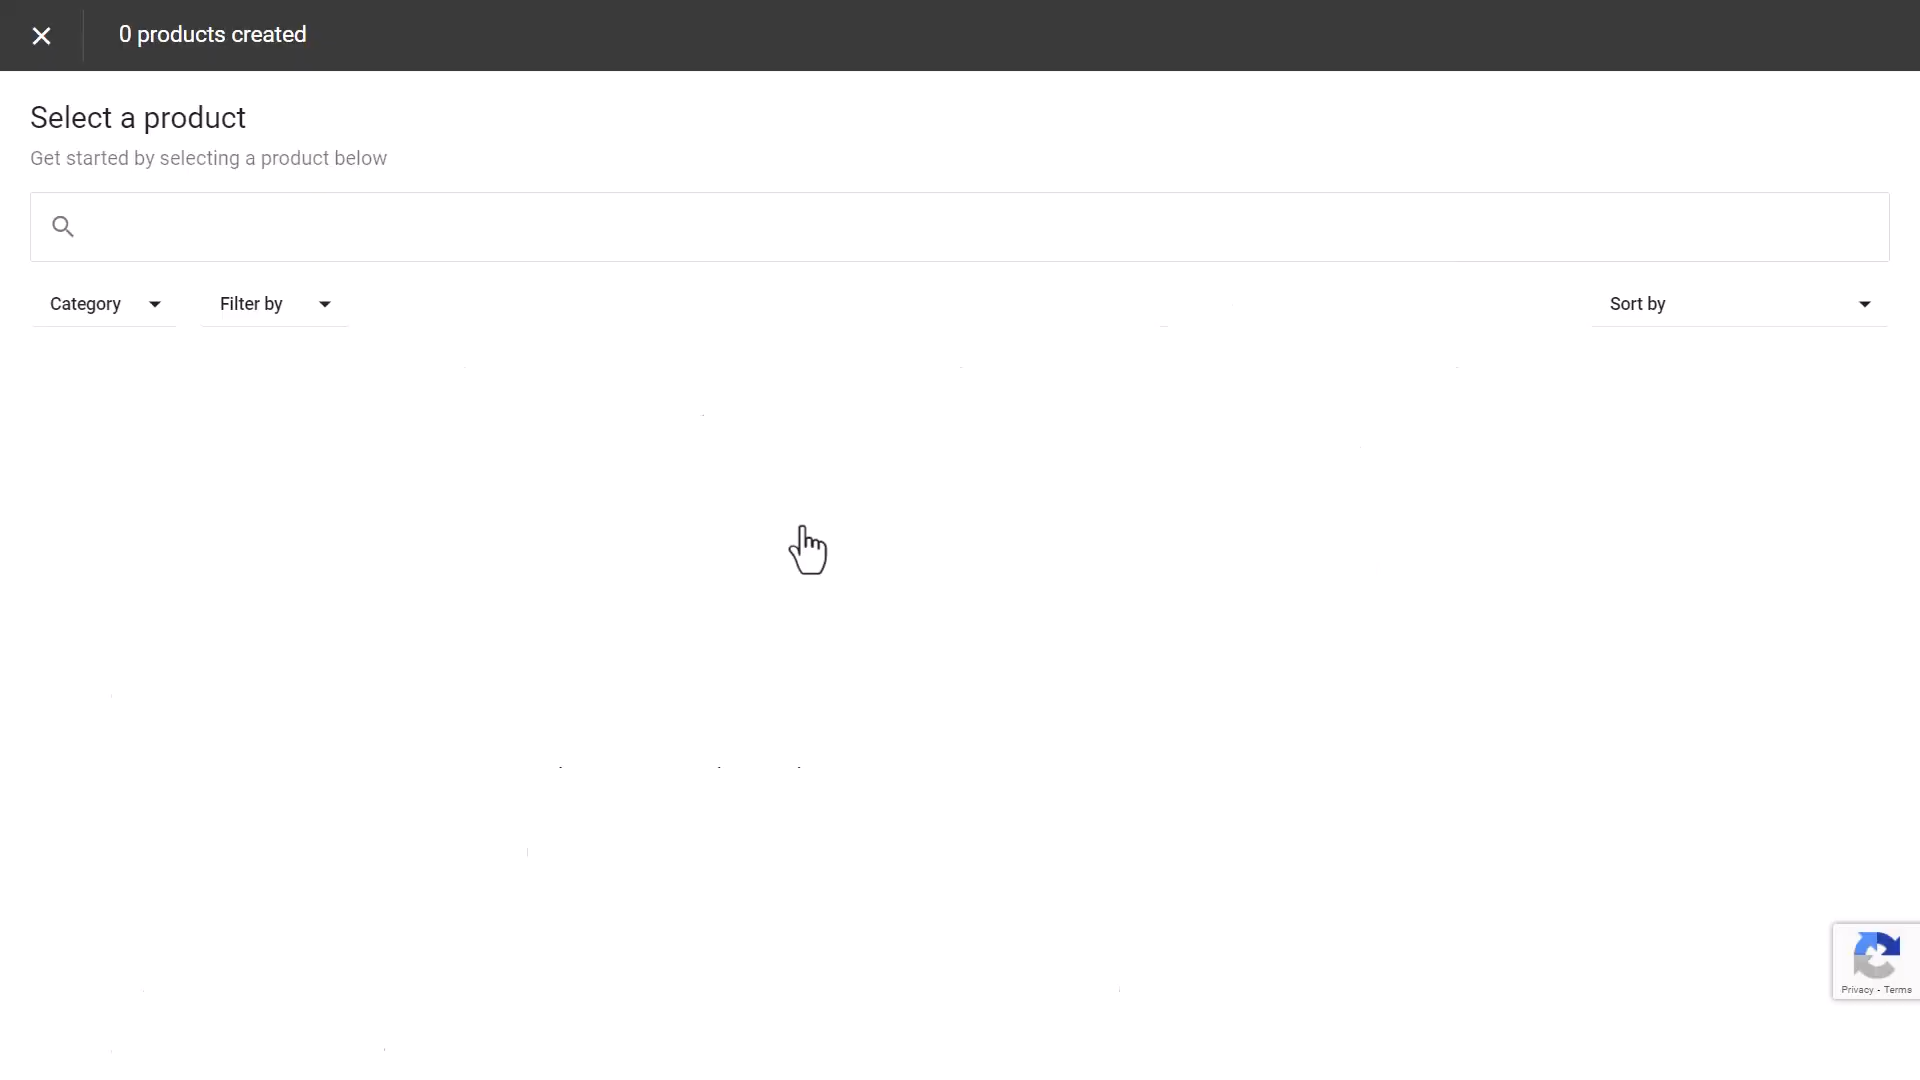 0 products created
Select a product
Get started by selecting a product below
Category
Filter by
Sort by
Privacy - Terms